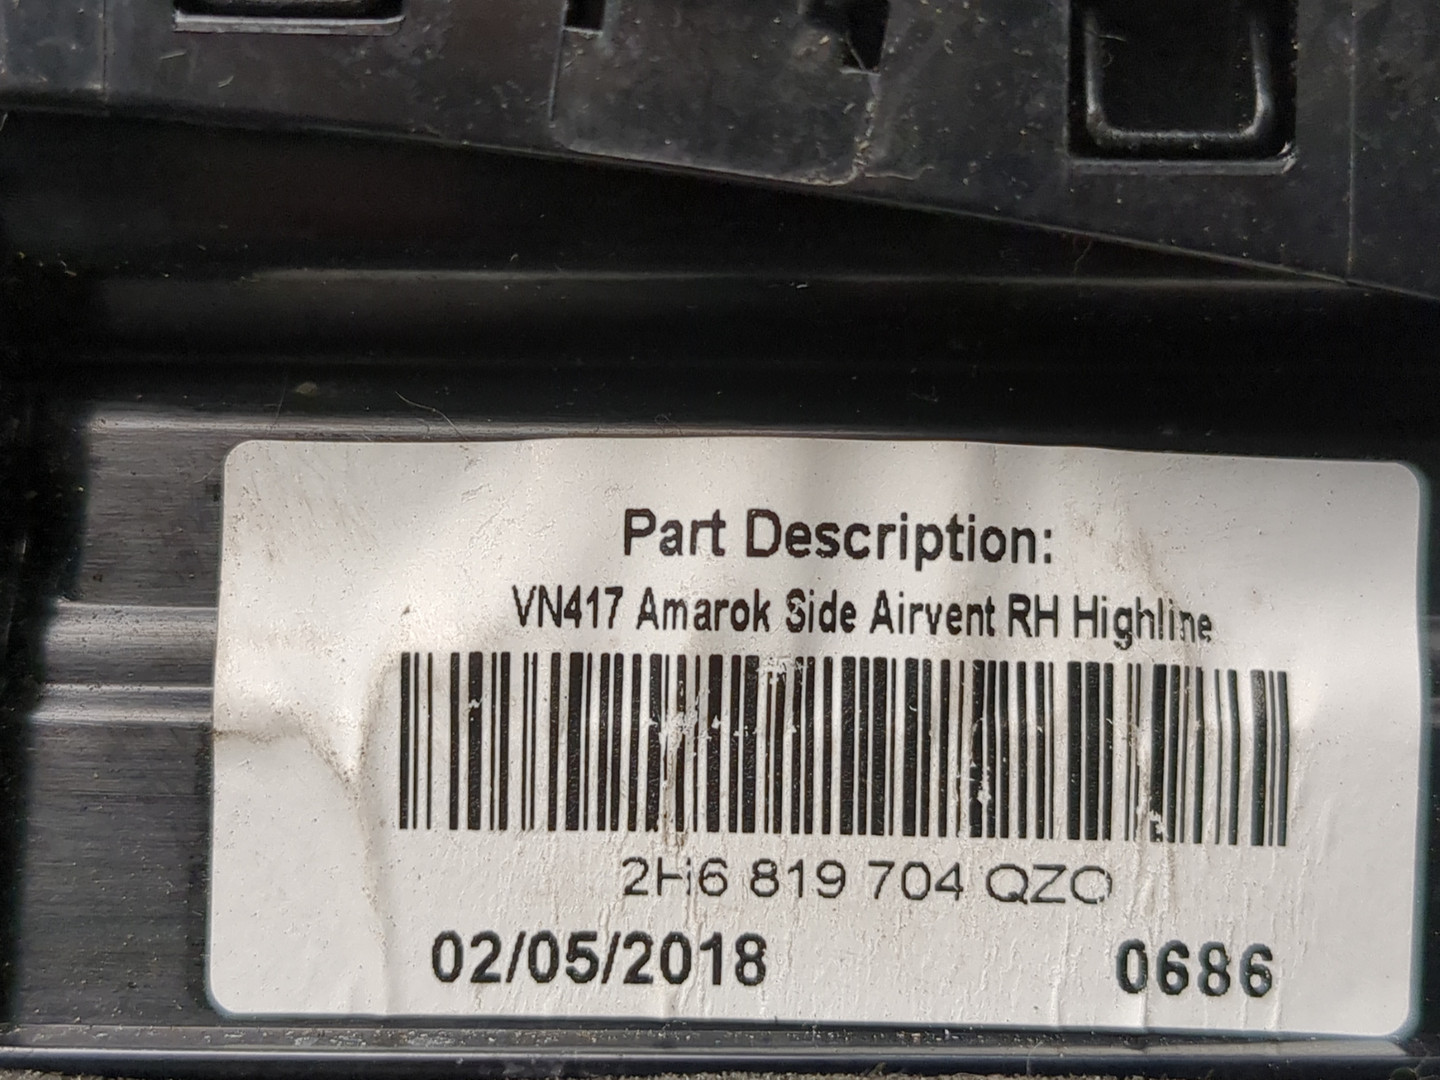 Part Description:
VN417 Amarok Side Airvent RH Highline
2H6 819 704 QZO
02/05/2018 0686